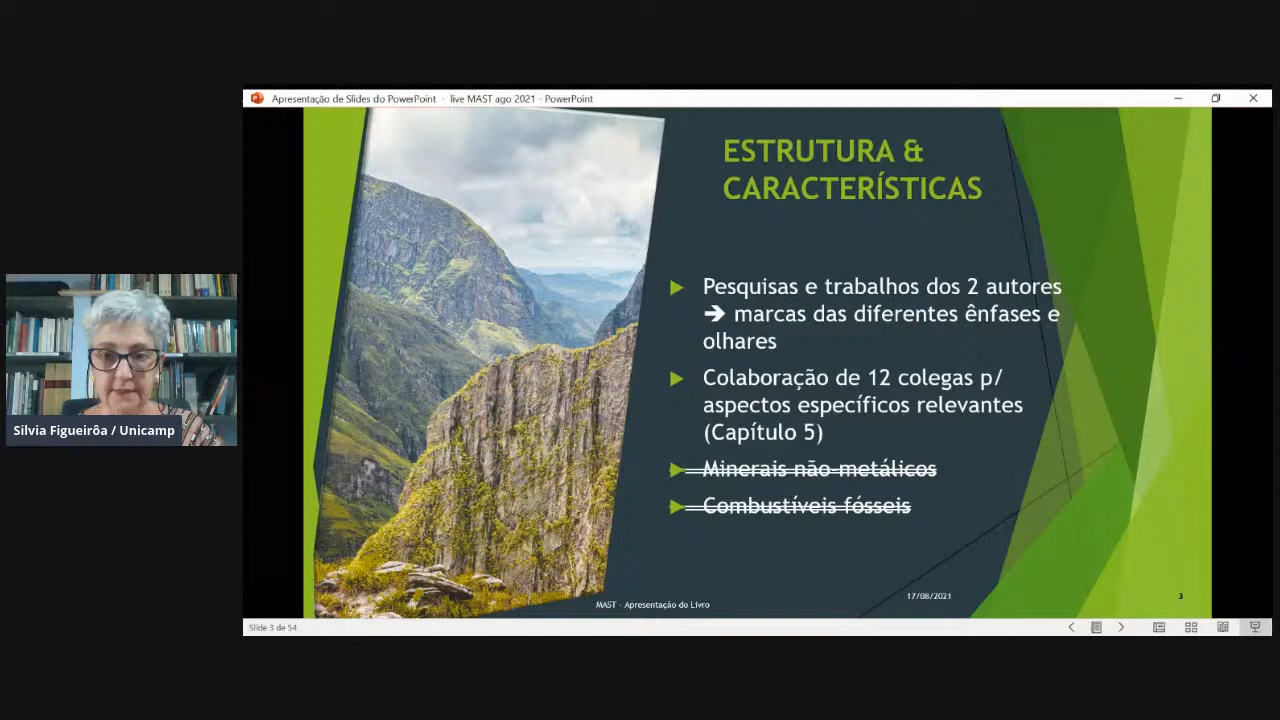 Apresentação de Slides do PowerPoint - live MAST ago 2021 - PowerPoint
ESTRUTURA &
CARACTERÍSTICAS
Pesquisas e trabalhos dos 2 autores
➔ marcas das diferentes ênfases e
olhares
Colaboração de 12 colegas p/
aspectos específicos relevantes
(Capítulo 5)
Minerais não-metálicos
Combustíveis fósseis
Silvia Figueirôa / Unicamp
17/08/2021
3
MAST - Apresentação do Livro
Slide 3 de 54